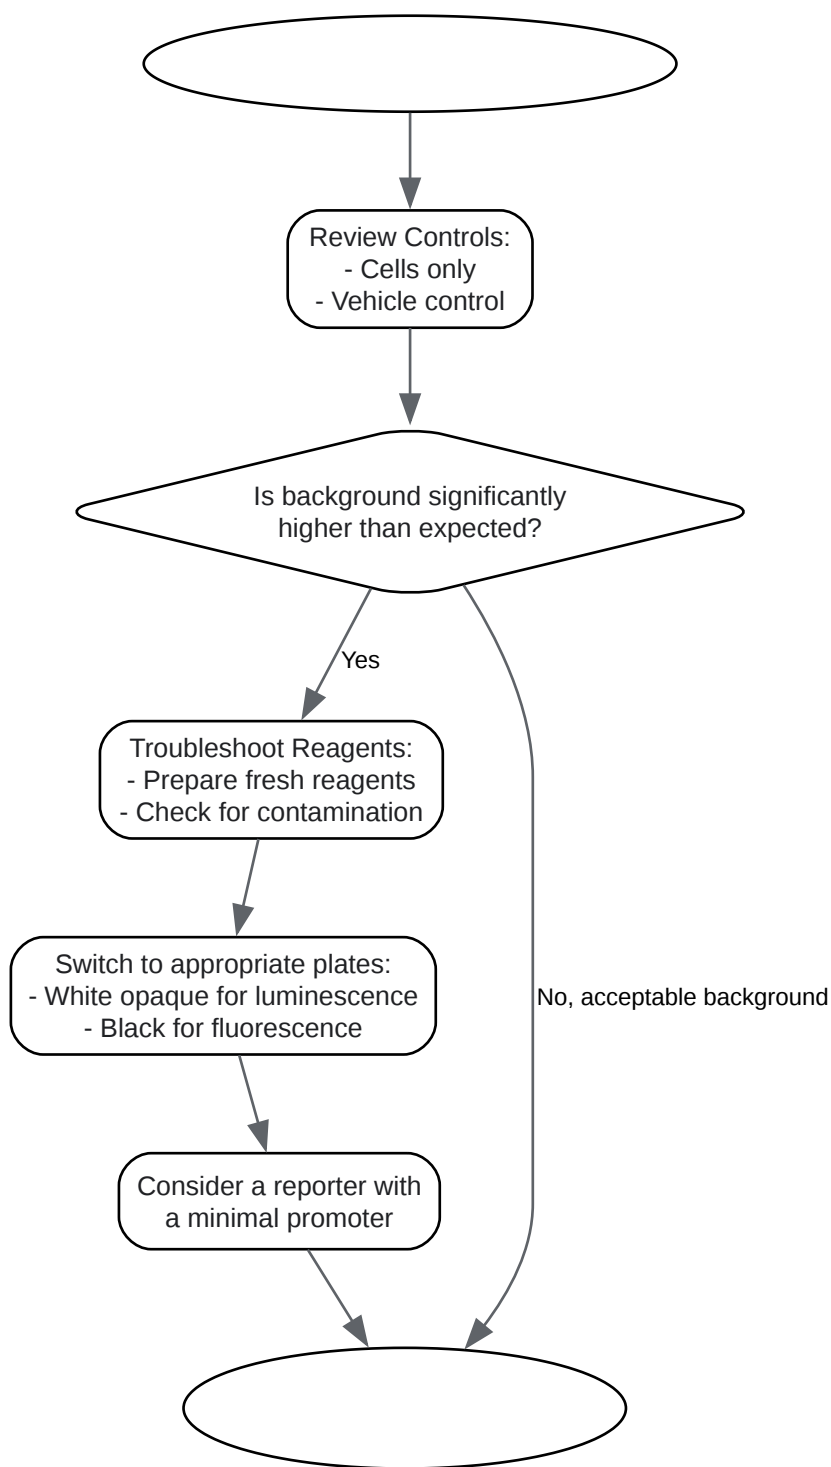 Review Controls:
- Cells only
- Vehicle control
Is background significantly
higher than expected?
Yes
Troubleshoot Reagents:
- Prepare fresh reagents
- Check for contamination
Switch to appropriate plates:
- White opaque for luminescence
- Black for fluorescence
No, acceptable background
Consider a reporter with
a minimal promoter